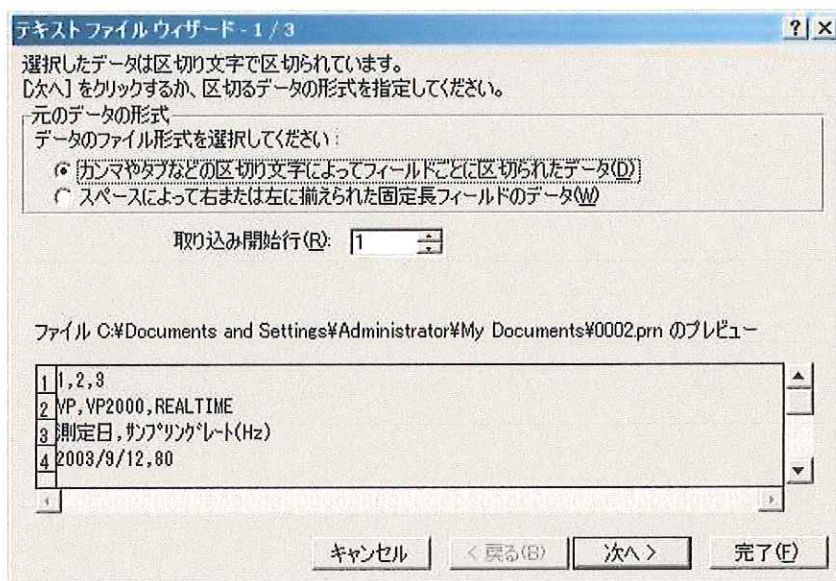 テキスト ファイル ウィザード - 1 / 3
選択したデータは区切り文字で区切られています。
[次へ] をクリックするか、区切るデータの形式を指定してください。
元のデータの形式
データのファイル形式を選択してください：
カンマやタブなどの区切り文字によってフィールドごとに区切られたデータ(D)
スペースによって右または左に揃えられた固定長フィールドのデータ(W)
取り込み開始行(R): 1
ファイル C:¥Documents and Settings¥Administrator¥My Documents¥0002.prn のプレビュー
1 1,2,3
2 VP,VP2000,REALTIME
3 測定日,ｻﾝﾌﾟﾘﾝｸﾞﾚｰﾄ(Hz)
4 2003/9/12,80
キャンセル < 戻る(B) 次へ > 完了(F)